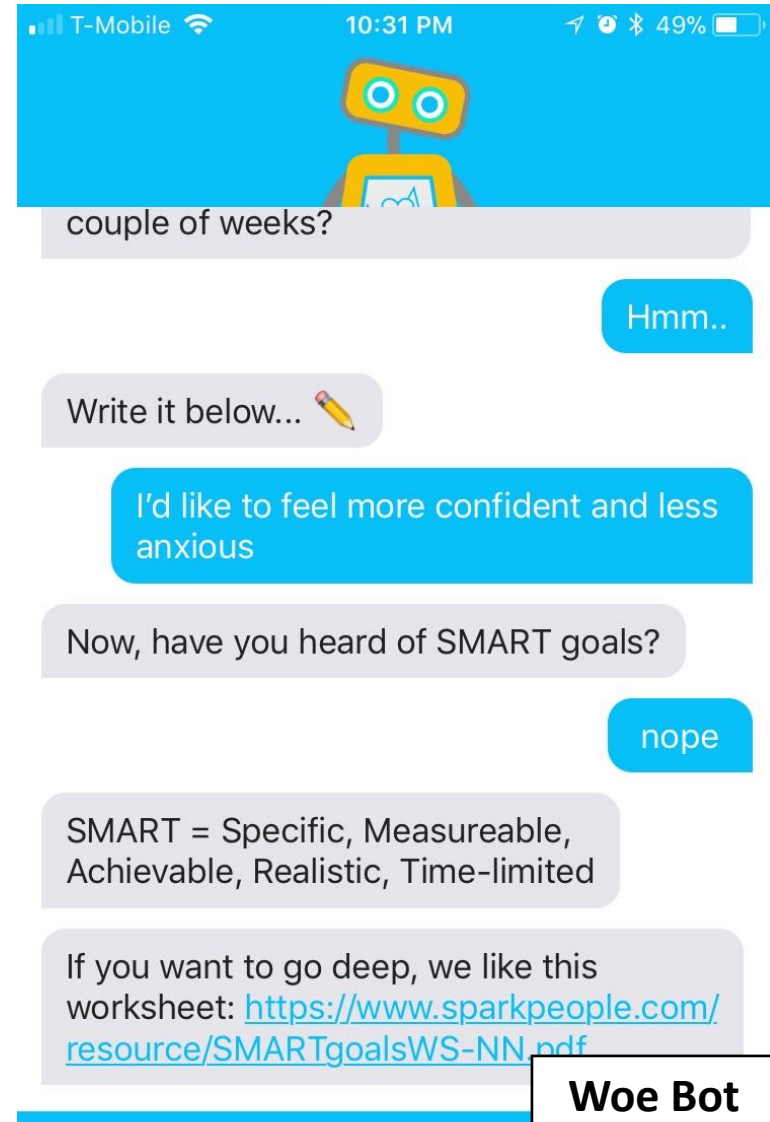 T-Mobile 10:31 PM 49%
couple of weeks?
Hmm..
Write it below... ✏️
I'd like to feel more confident and less
anxious
Now, have you heard of SMART goals?
nope
SMART = Specific, Measureable,
Achievable, Realistic, Time-limited
If you want to go deep, we like this
worksheet: https://www.sparkpeople.com/
resource/SMARTgoalsWS-NN.pdf
Woe Bot